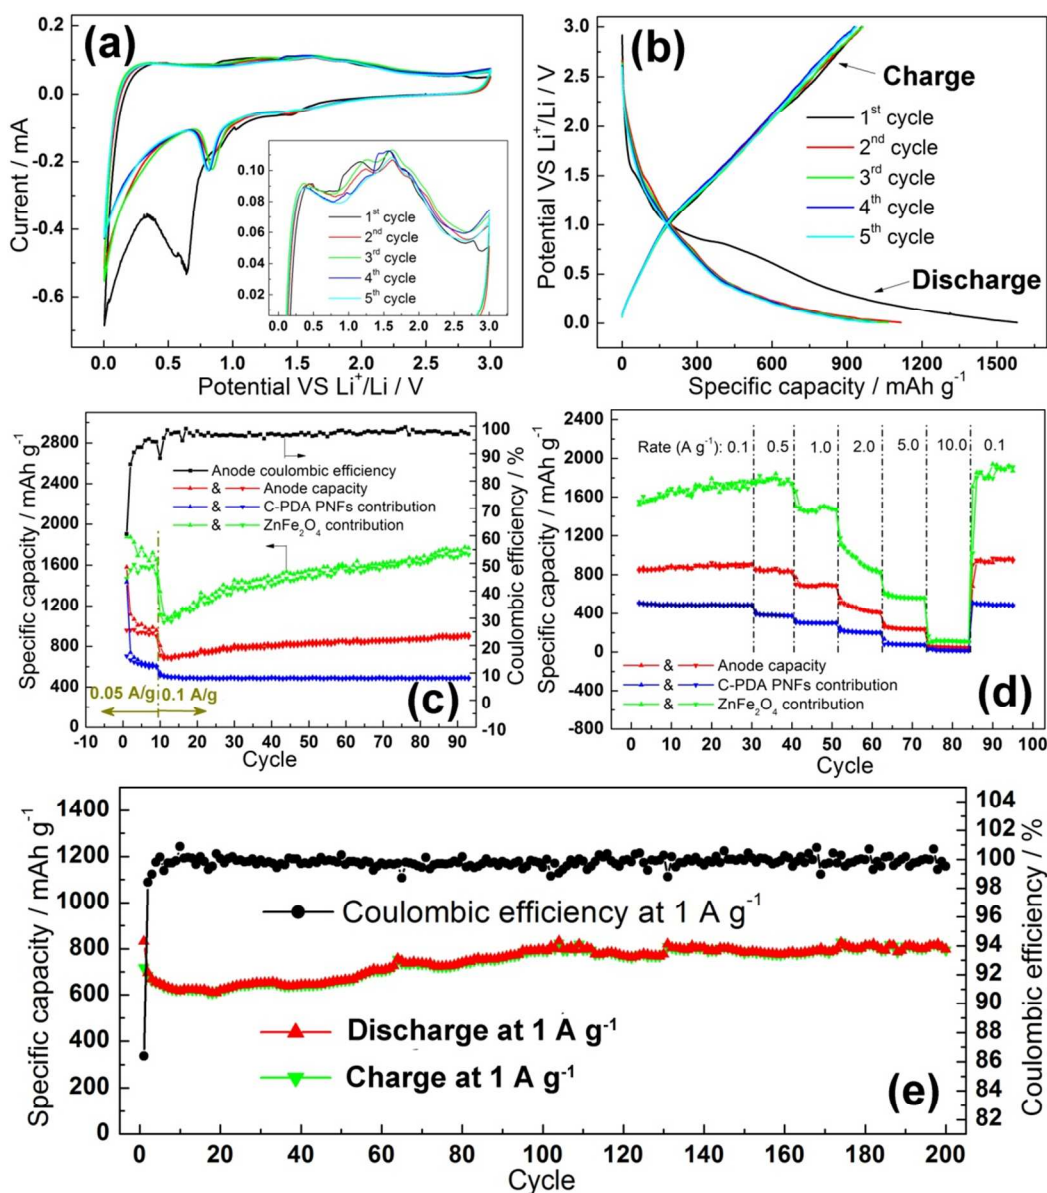 (a)
Current / mA
0.2
0.0
-0.2
-0.4
-0.6
0.10
0.08
0.06
0.04
0.02
1st cycle
2nd cycle
3rd cycle
4th cycle
5th cycle
0.0 0.5 1.0 1.5 2.0 2.5 3.0
0.0 0.5 1.0 1.5 2.0 2.5 3.0
Potential VS Li+/Li / V
(b)
Potential VS Li+/Li / V
3.0
2.5
2.0
1.5
1.0
0.5
0.0
Charge
1st cycle
2nd cycle
3rd cycle
4th cycle
5th cycle
Discharge
0 300 600 900 1200 1500
Specific capacity / mAh g-1
Specific capacity / mAh g-1
2800
2400
2000
1600
1200
800
400
0
Anode coulombic efficiency
& Anode capacity
& C-PDA PNFs contribution
& ZnFe2O4 contribution
0.05 A/g
0.1 A/g
(c)
100
90
80
70
60
50
40
30
20
10
0
-10
Coulombic efficiency / %
-10 0 10 20 30 40 50 60 70 80 90
Cycle
Specific capacity / mAh g-1
2400
2000
1600
1200
800
400
0
-400
-800
Rate (A g-1): 0.1 0.5 1.0 2.0 5.0 10.0 0.1
& Anode capacity
& C-PDA PNFs contribution
& ZnFe2O4 contribution
(d)
0 10 20 30 40 50 60 70 80 90 100
Cycle
Specific capacity / mAh g-1
1400
1200
1000
800
600
400
200
0
Coulombic efficiency at 1 A g-1
Discharge at 1 A g-1
Charge at 1 A g-1
(e)
104
102
100
98
96
94
92
90
88
86
84
82
Coulombic efficiency / %
0 20 40 60 80 100 120 140 160 180 200
Cycle